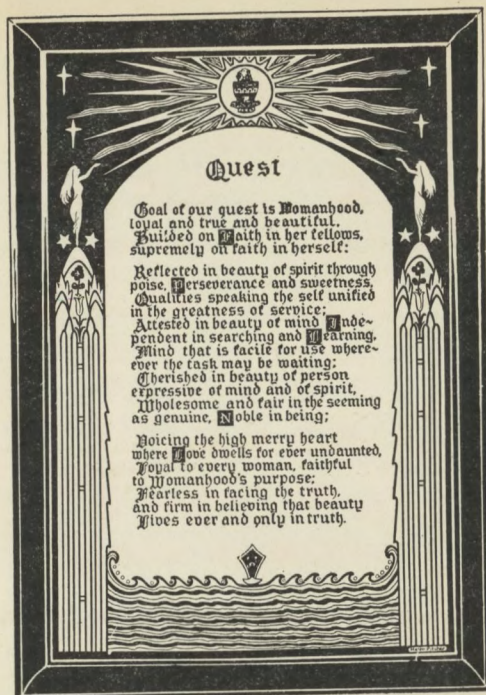 Quest
Goal of our quest is Womanhood,
loyal and true and beautiful,
Builded on Faith in her fellows,
supremely on faith in herself:
Reflected in beauty of spirit through
poise, Perseverance and sweetness,
Qualities speaking the self unified
in the greatness of service;
Attested in beauty of mind Inde-
pendent in searching and Learning,
Mind that is facile for use where-
ever the task may be waiting;
Cherished in beauty of person
expressive of mind and of spirit,
Wholesome and fair in the seeming
as genuine, Noble in being;
Voicing the high merry heart
where Love dwells for ever undaunted,
Loyal to every woman, faithful
to Womanhood's purpose;
Fearless in facing the truth,
and firm in believing that beauty
Lives ever and only in truth.